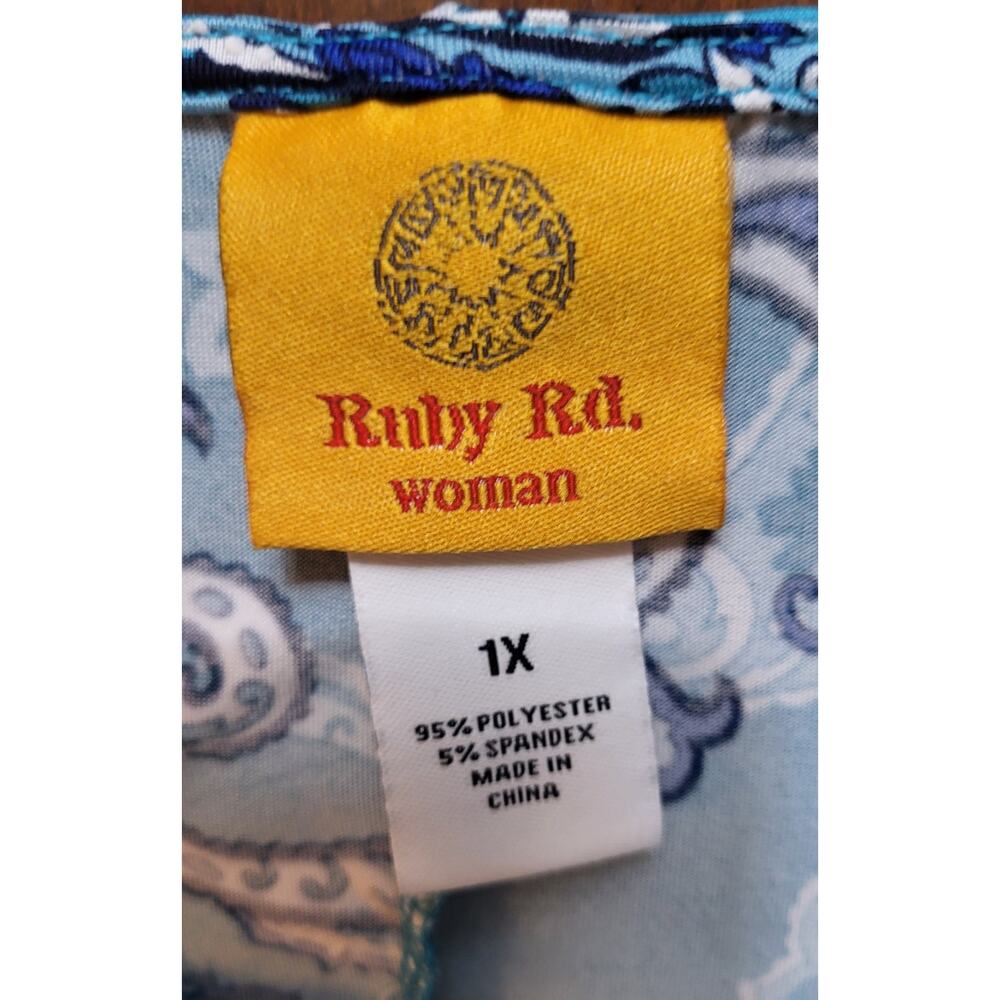 Ruby Rd.
woman
1X
95% POLYESTER
5% SPANDEX
MADE IN
CHINA